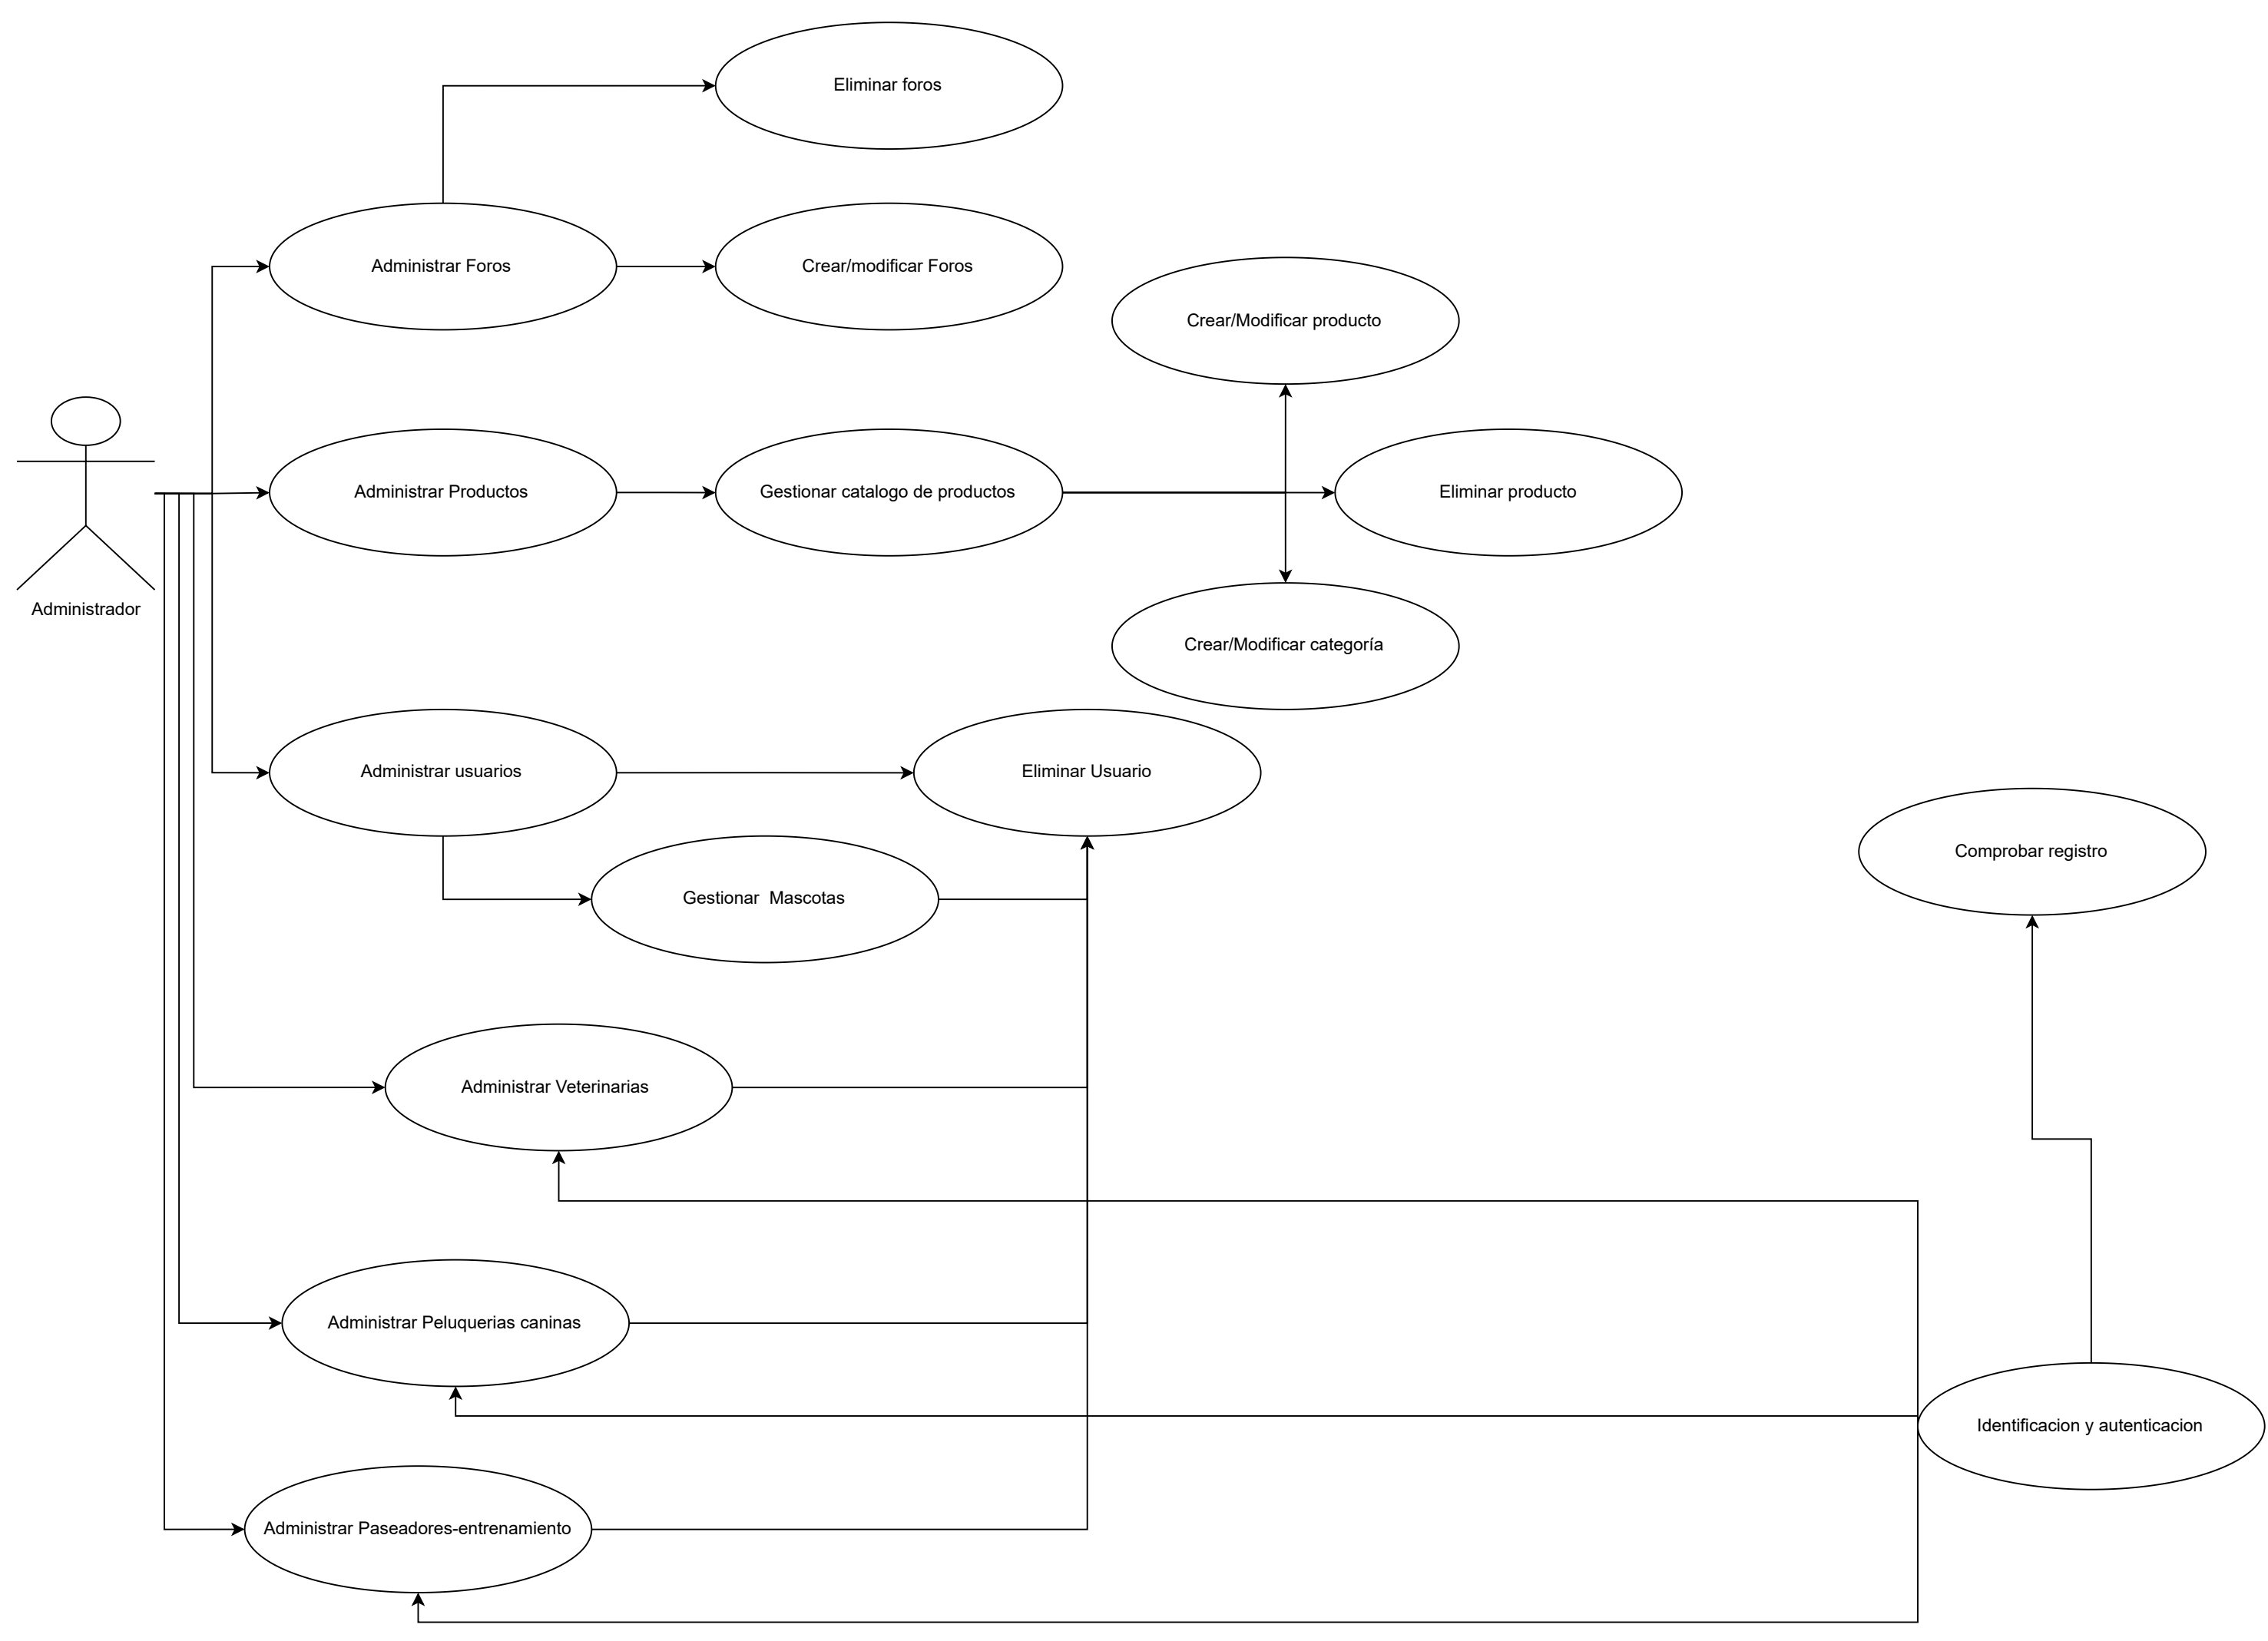 Eliminar foros
Administrar Foros
Crear/modificar Foros
Crear/Modificar producto
Administrar Productos
Gestionar catalogo de productos
Eliminar producto
Administrador
Crear/Modificar categoría
Administrar usuarios
Eliminar Usuario
Comprobar registro
Gestionar  Mascotas
Administrar Veterinarias
Administrar Peluquerias caninas
Identificacion y autenticacion
Administrar Paseadores-entrenamiento